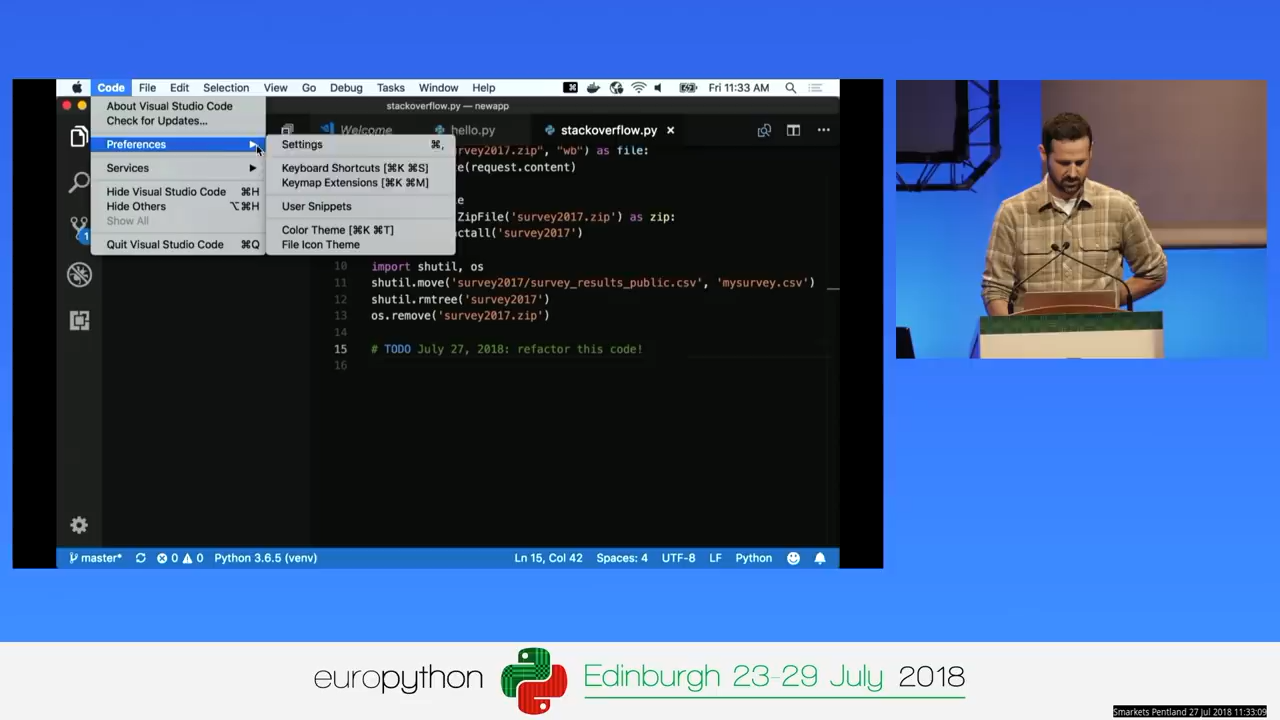 Code File Edit Selection View Go Debug Tasks Window Help Fri 11:33 AM
stackoverflow.py — newapp
About Visual Studio Code
Check for Updates...
Preferences
Services
Hide Visual Studio Code ⌘H
Hide Others ⌥⌘H
Show All
Quit Visual Studio Code ⌘Q
Settings ⌘,
Keyboard Shortcuts [⌘K ⌘S]
Keymap Extensions [⌘K ⌘M]
User Snippets
Color Theme [⌘K ⌘T]
File Icon Theme
Welcome hello.py stackoverflow.py
.zip", "wb") as file:
(request.content)
ZipFile('survey2017.zip') as zip:
('survey2017')
10 import shutil, os
11 shutil.move('survey2017/survey_results_public.csv', 'mysurvey.csv')
12 shutil.rmtree('survey2017')
13 os.remove('survey2017.zip')
14
15 # TODO July 27, 2018: refactor this code!
16
1
master* 0 0 Python 3.6.5 (venv) Ln 15, Col 42 Spaces: 4 UTF-8 LF Python
europython Edinburgh 23-29 July 2018
Smarkets Pentland 27 Jul 2018 11:33:09